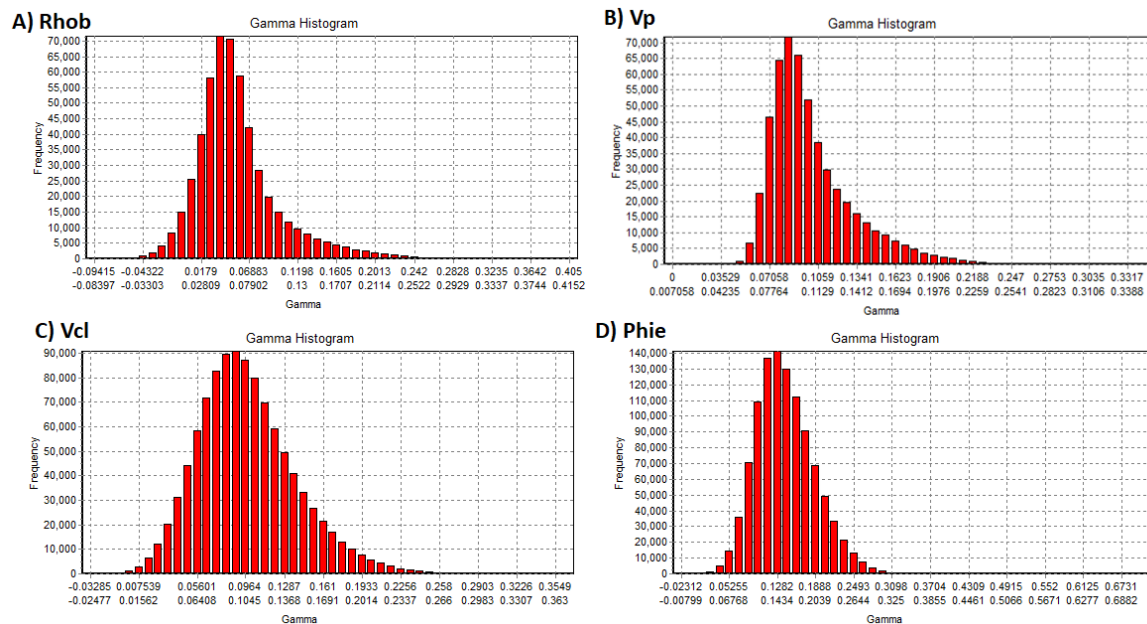 A) Rhob
Gamma Histogram
70,000
65,000
60,000
55,000
50,000
45,000
40,000
35,000
30,000
25,000
20,000
15,000
10,000
5,000
0
Frequency
-0.09415 -0.04322 0.0179 0.06883 0.1198 0.1605 0.2013 0.242 0.2828 0.3235 0.3642 0.405
-0.08397 -0.03303 0.02809 0.07902 0.13 0.1707 0.2114 0.2522 0.2929 0.3337 0.3744 0.4152
Gamma
B) Vp
Gamma Histogram
70,000
65,000
60,000
55,000
50,000
45,000
40,000
35,000
30,000
25,000
20,000
15,000
10,000
5,000
0
Frequency
0 0.03529 0.07058 0.1059 0.1341 0.1623 0.1906 0.2188 0.247 0.2753 0.3035 0.3317
0.007058 0.04235 0.07764 0.1129 0.1412 0.1694 0.1976 0.2259 0.2541 0.2823 0.3106 0.3388
Gamma
C) Vcl
Gamma Histogram
90,000
80,000
70,000
60,000
50,000
40,000
30,000
20,000
10,000
0
Frequency
-0.03285 0.007539 0.05601 0.0964 0.1287 0.161 0.1933 0.2256 0.258 0.2903 0.3226 0.3549
-0.02477 0.01562 0.06408 0.1045 0.1368 0.1691 0.2014 0.2337 0.266 0.2983 0.3307 0.363
Gamma
D) Phie
Gamma Histogram
140,000
130,000
120,000
110,000
100,000
90,000
80,000
70,000
60,000
50,000
40,000
30,000
20,000
10,000
0
Frequency
-0.02312 0.05255 0.1282 0.1888 0.2493 0.3098 0.3704 0.4309 0.4915 0.552 0.6125 0.6731
-0.00799 0.06768 0.1434 0.2039 0.2644 0.325 0.3855 0.4461 0.5066 0.5671 0.6277 0.6882
Gamma